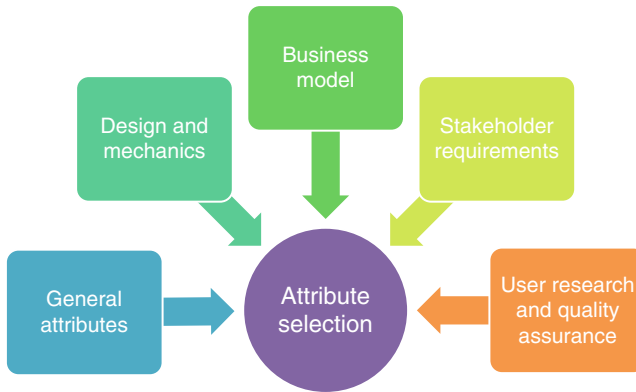 Business
model
Design and
mechanics
Stakeholder
requirements
General
attributes
Attribute
selection
User research
and quality
assurance